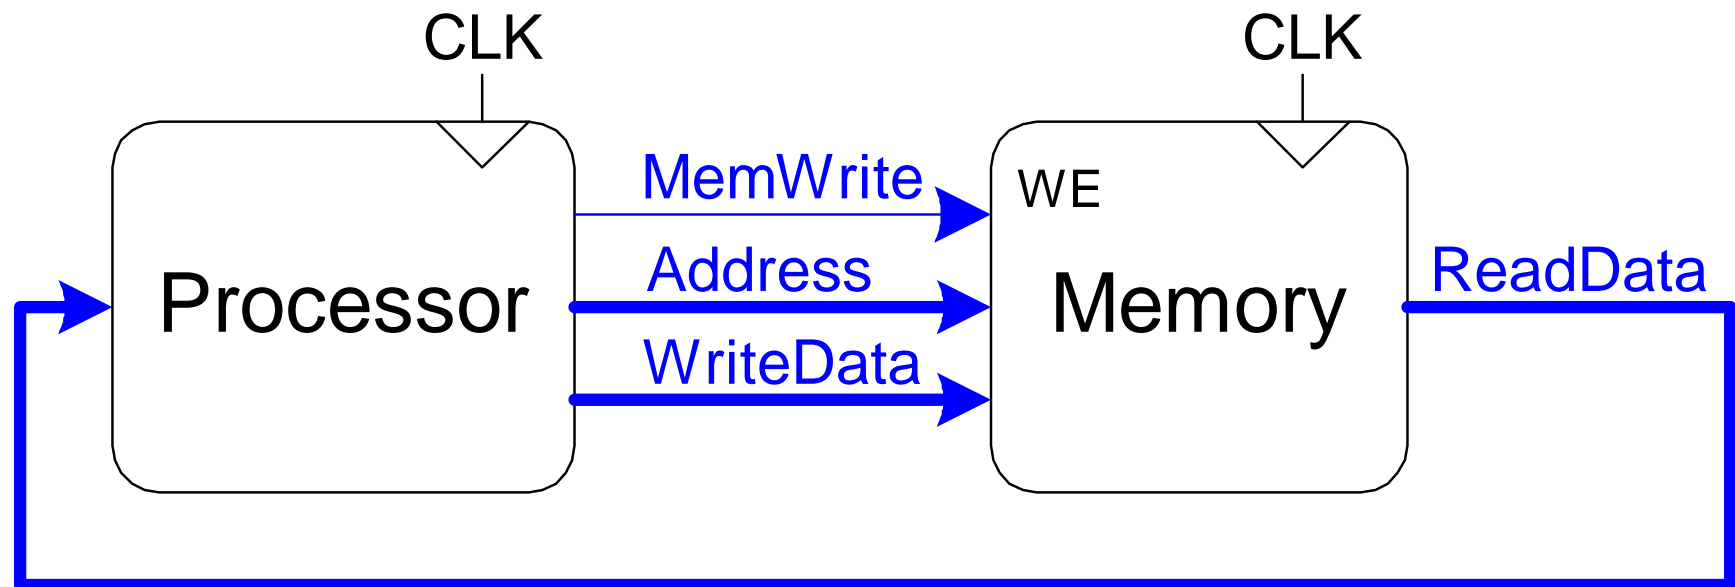 CLK
CLK
MemWrite
WE
Address
Processor
Memory
ReadData
WriteData